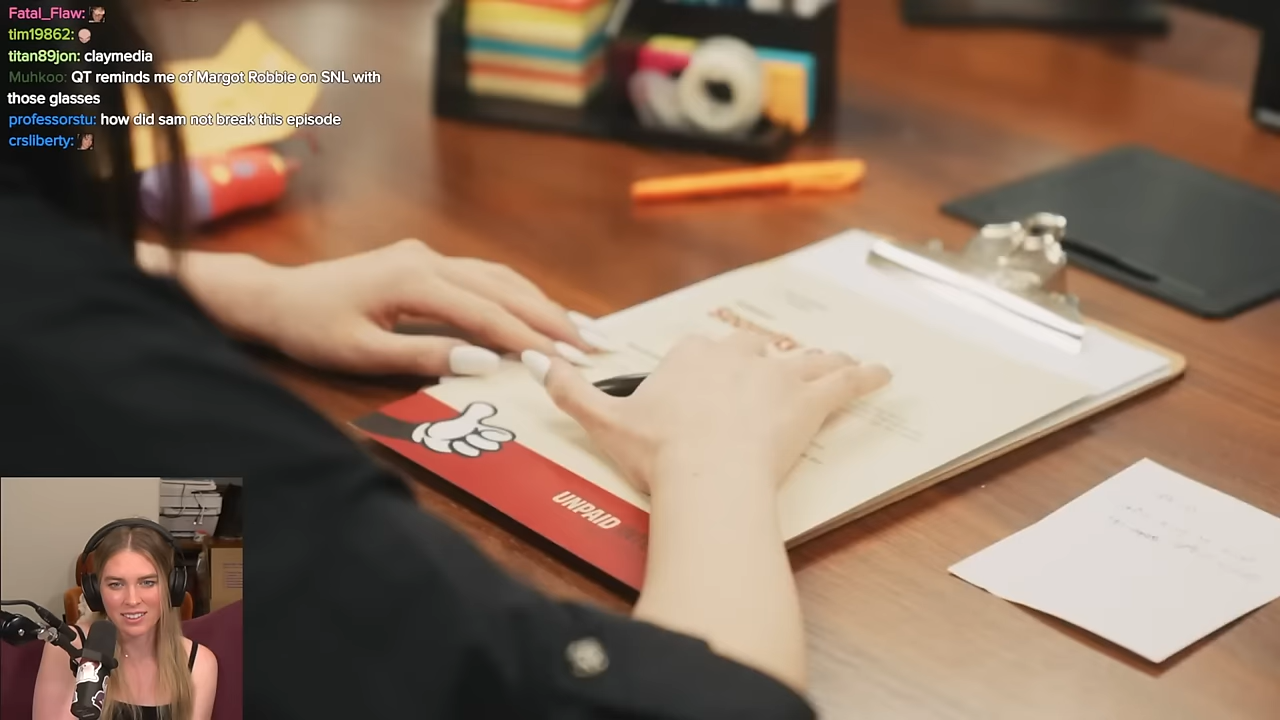 Fatal_Flaw:
tim19862:
titan89jon: claymedia
Muhkoo: QT reminds me of Margot Robbie on SNL with
those glasses
professorstu: how did sam not break this episode
crsliberty:
Security
UNPAID